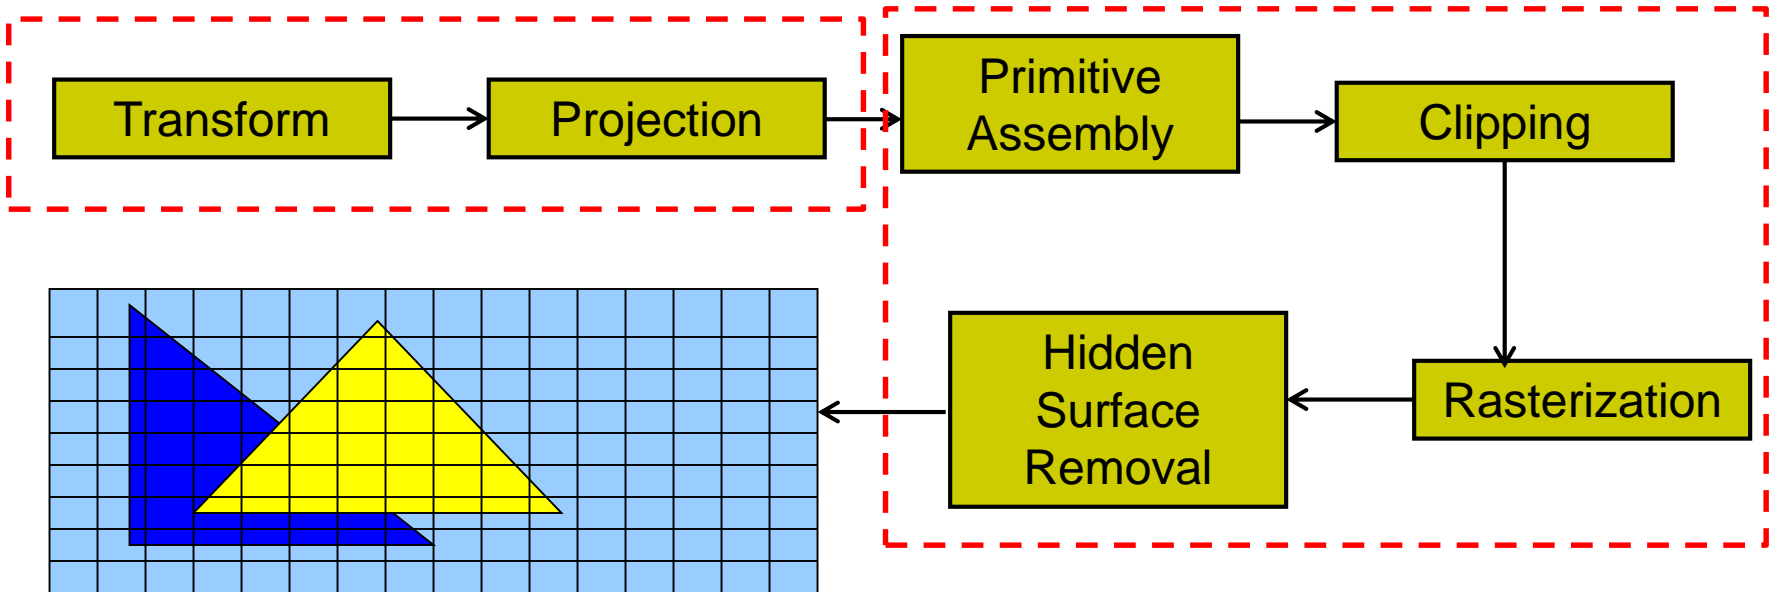 Transform
Projection
Primitive
Assembly
Clipping
Rasterization
Hidden
Surface
Removal